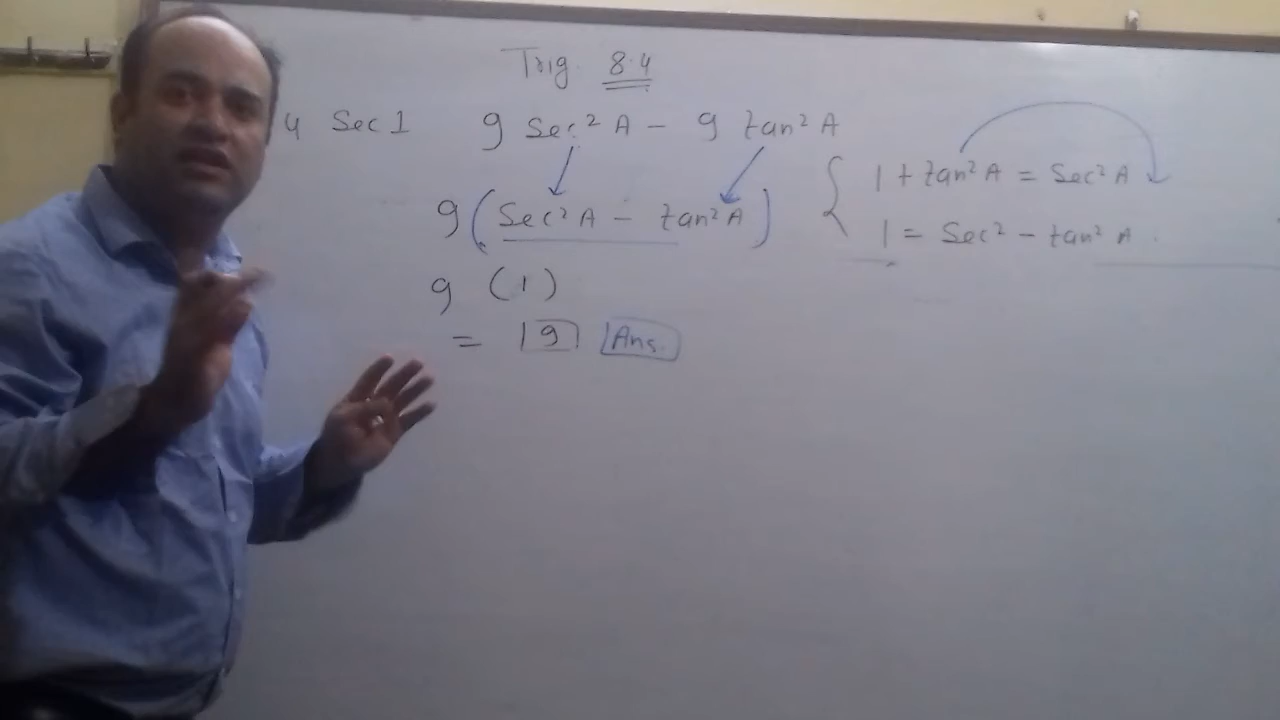 Trig. 8.4
4 Sec 1 9 Sec² A - 9 tan² A
9 (Sec² A - tan² A)
9 (1)
= 9 Ans.
1 + tan² A = Sec² A
1 = Sec² - tan² A.